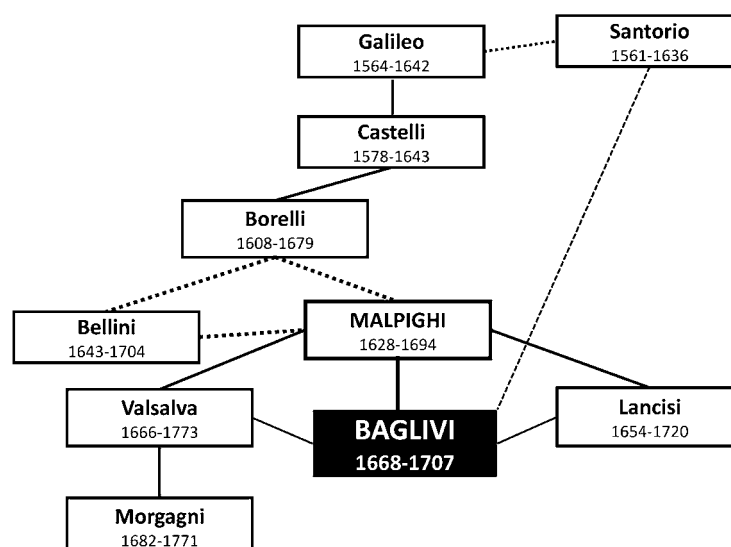 Galileo
1564-1642
Santorio
1561-1636
Castelli
1578-1643
Borelli
1608-1679
Bellini
1643-1704
MALPIGHI
1628-1694
Valsalva
1666-1773
BAGLIVI
1668-1707
Lancisi
1654-1720
Morgagni
1682-1771